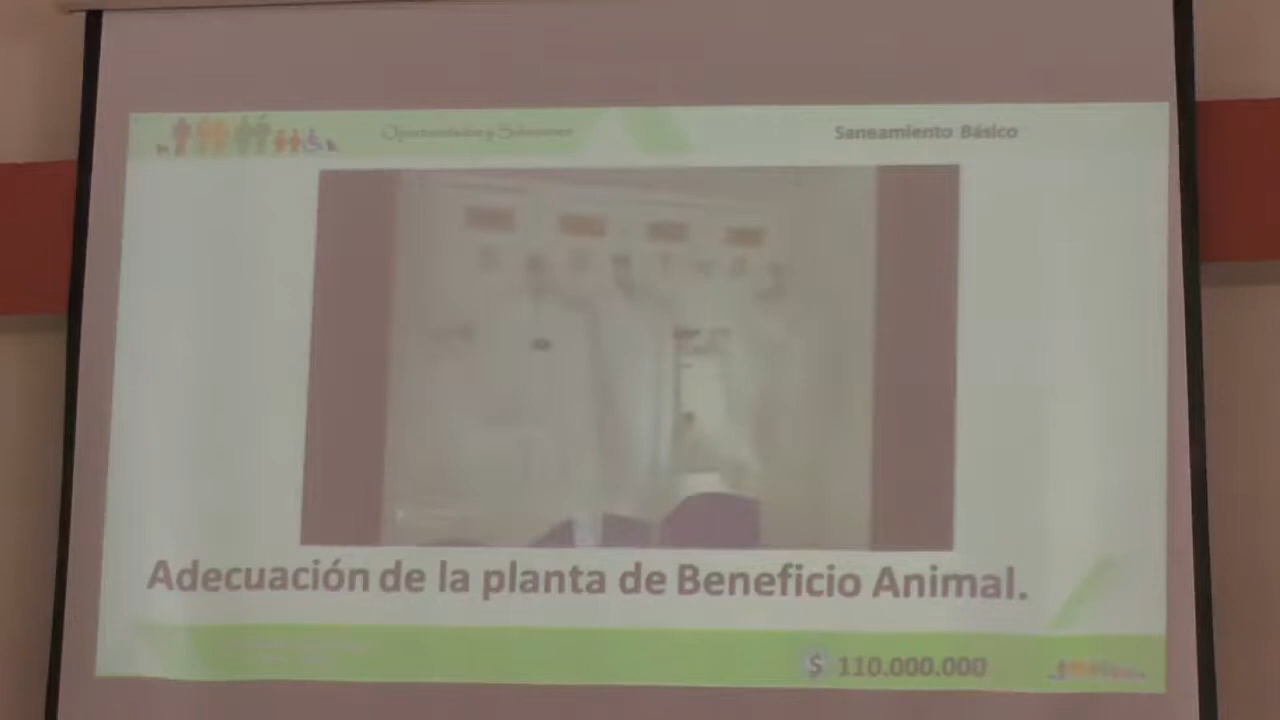 Oportunidades y Soluciones
Saneamiento Básico
Adecuación de la planta de Beneficio Animal.
$ 110.000.000